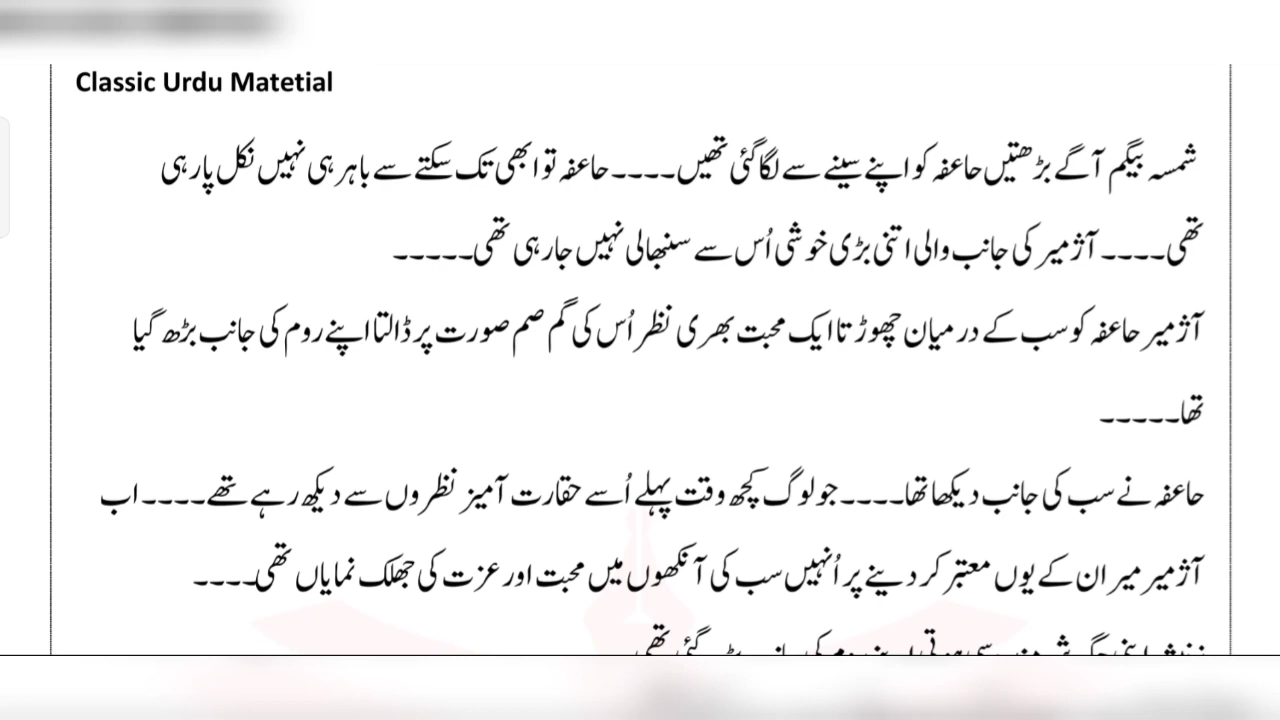 Classic Urdu Matetial
شمسہ بیگم آگے بڑھتیں حاعفہ کو اپنے سینے سے لگا گئی تھیں۔۔۔۔ حاعفہ تو ابھی تک سکتے سے باہر ہی نہیں نکل پارہی
تھی۔۔۔۔ آژمیر کی جانب والی اتنی بڑی خوشی اُس سے سنبھالی نہیں جارہی تھی۔۔۔۔۔
آژمیر حاعفہ کو سب کے درمیان چھوڑتا ایک محبت بھری نظر اُس کی گم صم صورت پر ڈالتا اپنے روم کی جانب بڑھ گیا
تھا۔۔۔۔۔
حاعفہ نے سب کی جانب دیکھا تھا۔۔۔۔ جو لوگ کچھ وقت پہلے اُسے حقارت آمیز نظروں سے دیکھ رہے تھے۔۔۔۔ اب
آژمیر میر ان کے یوں معتبر کر دینے پر اُنہیں سب کی آنکھوں میں محبت اور عزت کی جھلک نمایاں تھی۔۔۔۔